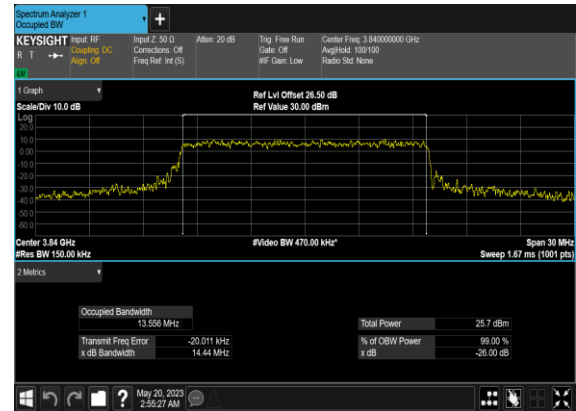 Spectrum Analyzer 1
Occupied BW
+
KEYSIGHT
R T
Input: RF
Coupling: DC
Align: Off
Input Z: 50 Ω
Corrections: Off
Freq Ref: Int (S)
Atten: 20 dB
Trig: Free Run
Gate: Off
#IF Gain: Low
Center Freq: 3.840000000 GHz
Avg|Hold: 100/100
Radio Std: None
1 Graph
Scale/Div 10.0 dB
Ref Lvl Offset 26.50 dB
Ref Value 30.00 dBm
Log
20.0
10.0
0.00
-10.0
-20.0
-30.0
-40.0
-50.0
-60.0
Center 3.84 GHz
#Res BW 150.00 kHz
#Video BW 470.00 kHz*
Span 30 MHz
Sweep 1.67 ms (1001 pts)
2 Metrics
Occupied Bandwidth
13.556 MHz
Transmit Freq Error -20.011 kHz
x dB Bandwidth 14.44 MHz
Total Power 25.7 dBm
% of OBW Power 99.00 %
x dB -26.00 dB
?
May 20, 2023
2:55:27 AM